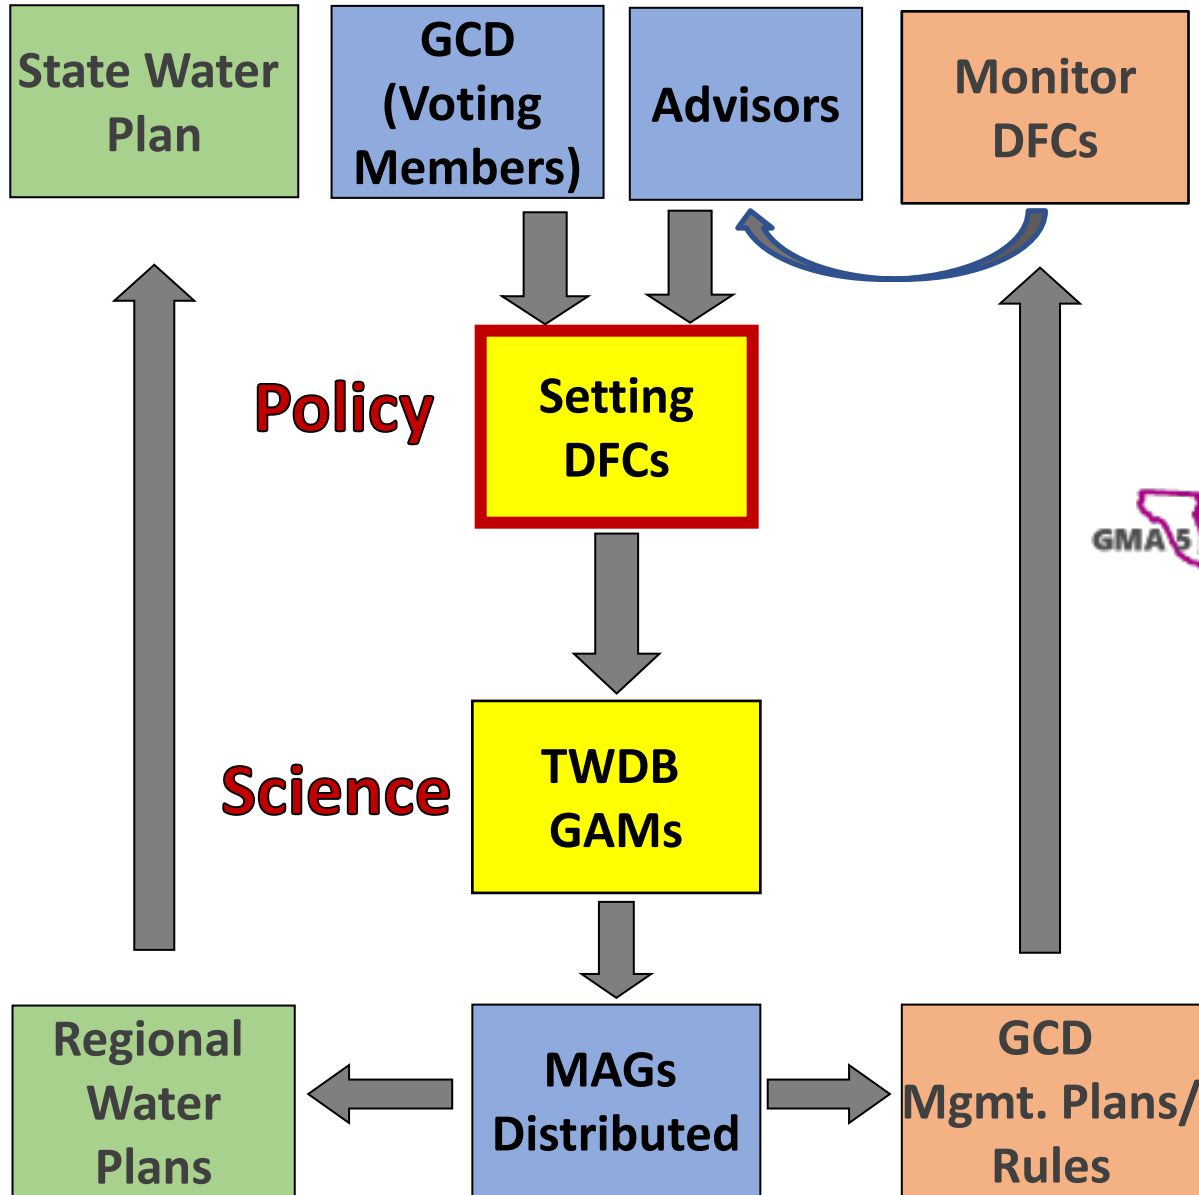 State Water
Plan
GCD
(Voting
Members)
Advisors
Monitor
DFCs
Policy
Setting
DFCs
GMA 5
Science
TWDB
GAMs
Regional
Water
Plans
MAGs
Distributed
GCD
Mgmt. Plans/
Rules